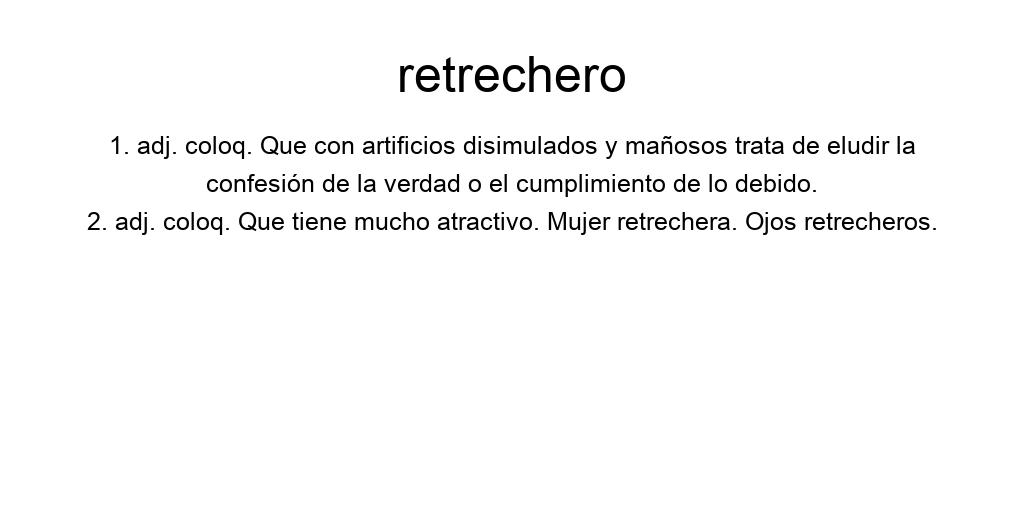 retrechero
1. adj. coloq. Que con artificios disimulados y mañosos trata de eludir la
confesión de la verdad o el cumplimiento de lo debido.
2. adj. coloq. Que tiene mucho atractivo. Mujer retrechera. Ojos retrecheros.